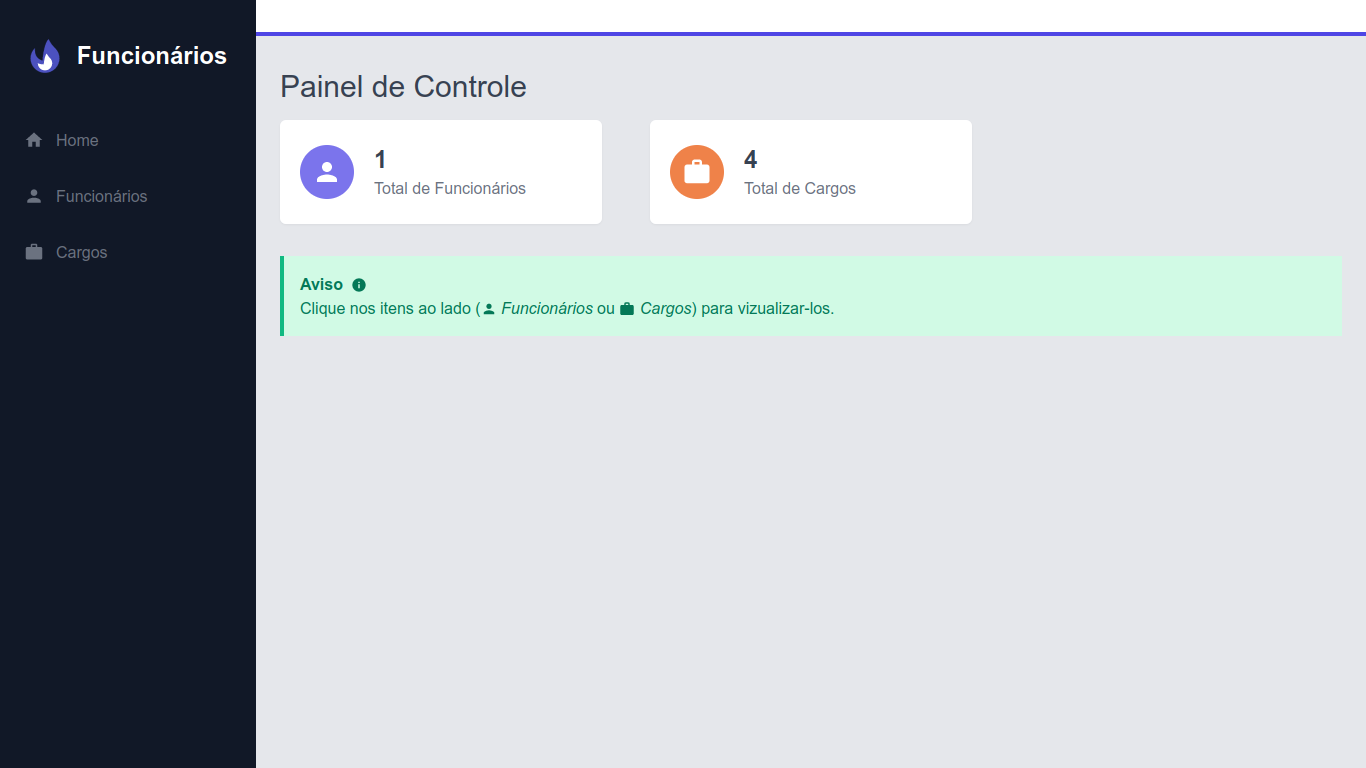 Funcionários
Home
Funcionários
Cargos
Painel de Controle
1
Total de Funcionários
4
Total de Cargos
Aviso
Clique nos itens ao lado ( Funcionários ou Cargos) para vizualizar-los.